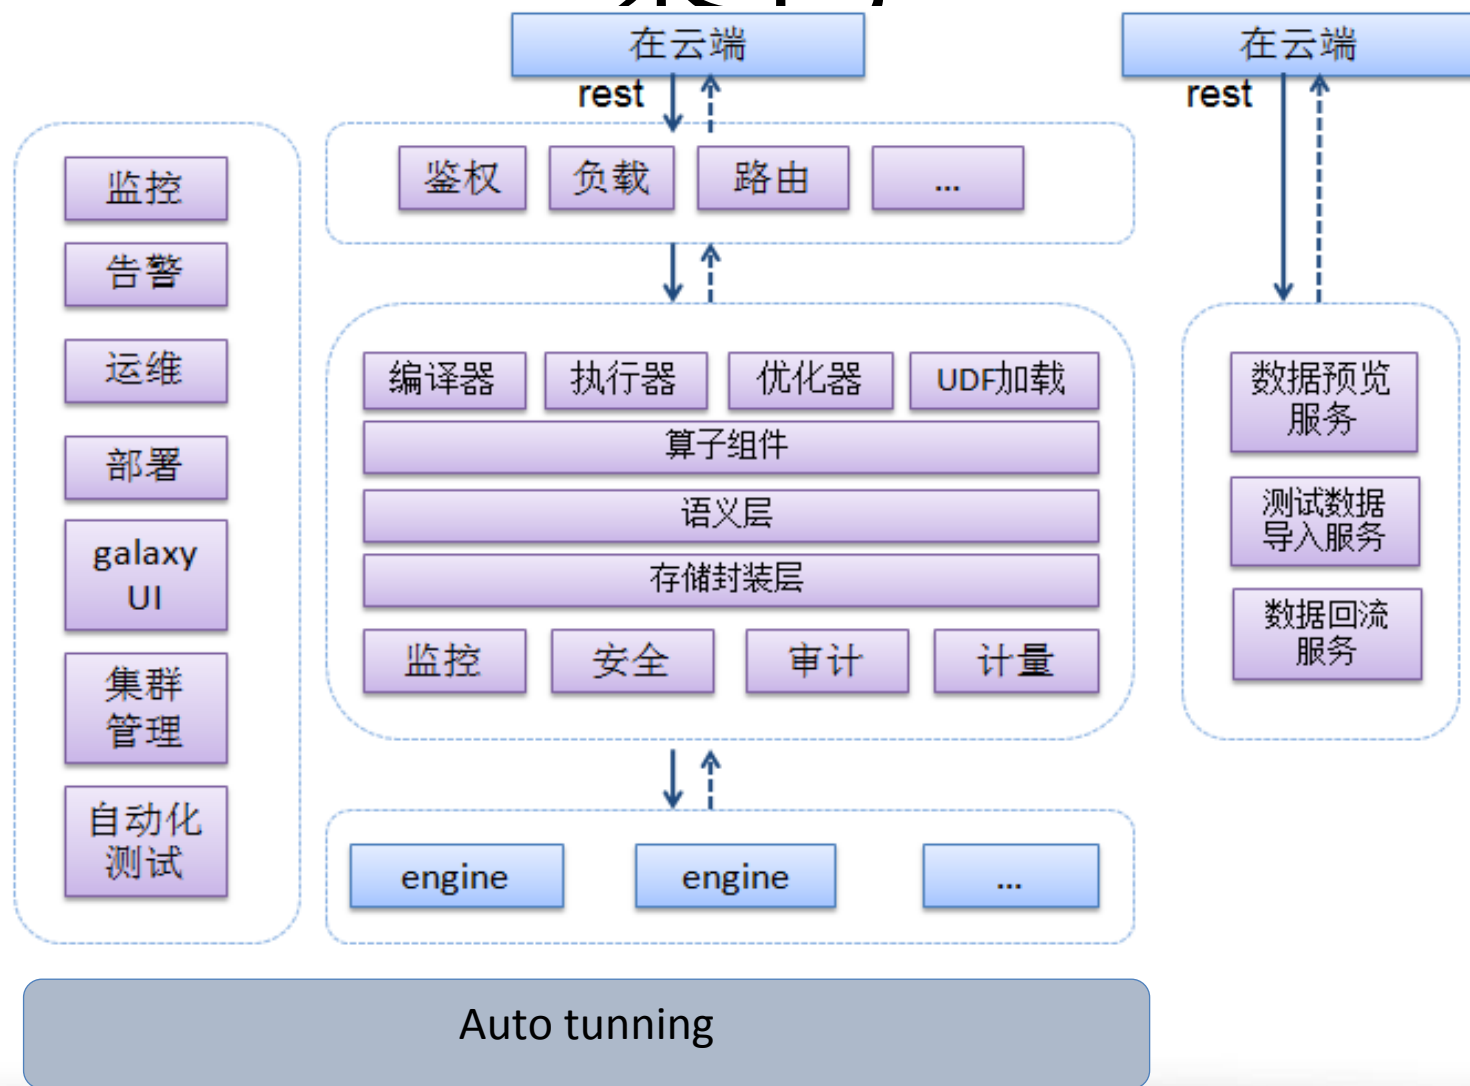 在云端
在云端
rest
rest
监控
告警
运维
部署
galaxy
UI
集群
管理
自动化
测试
鉴权
负载
路由
...
编译器
执行器
优化器
UDF加载
算子组件
语义层
存储封装层
监控
安全
审计
计量
engine
engine
...
数据预览
服务
测试数据
导入服务
数据回流
服务
Auto tunning